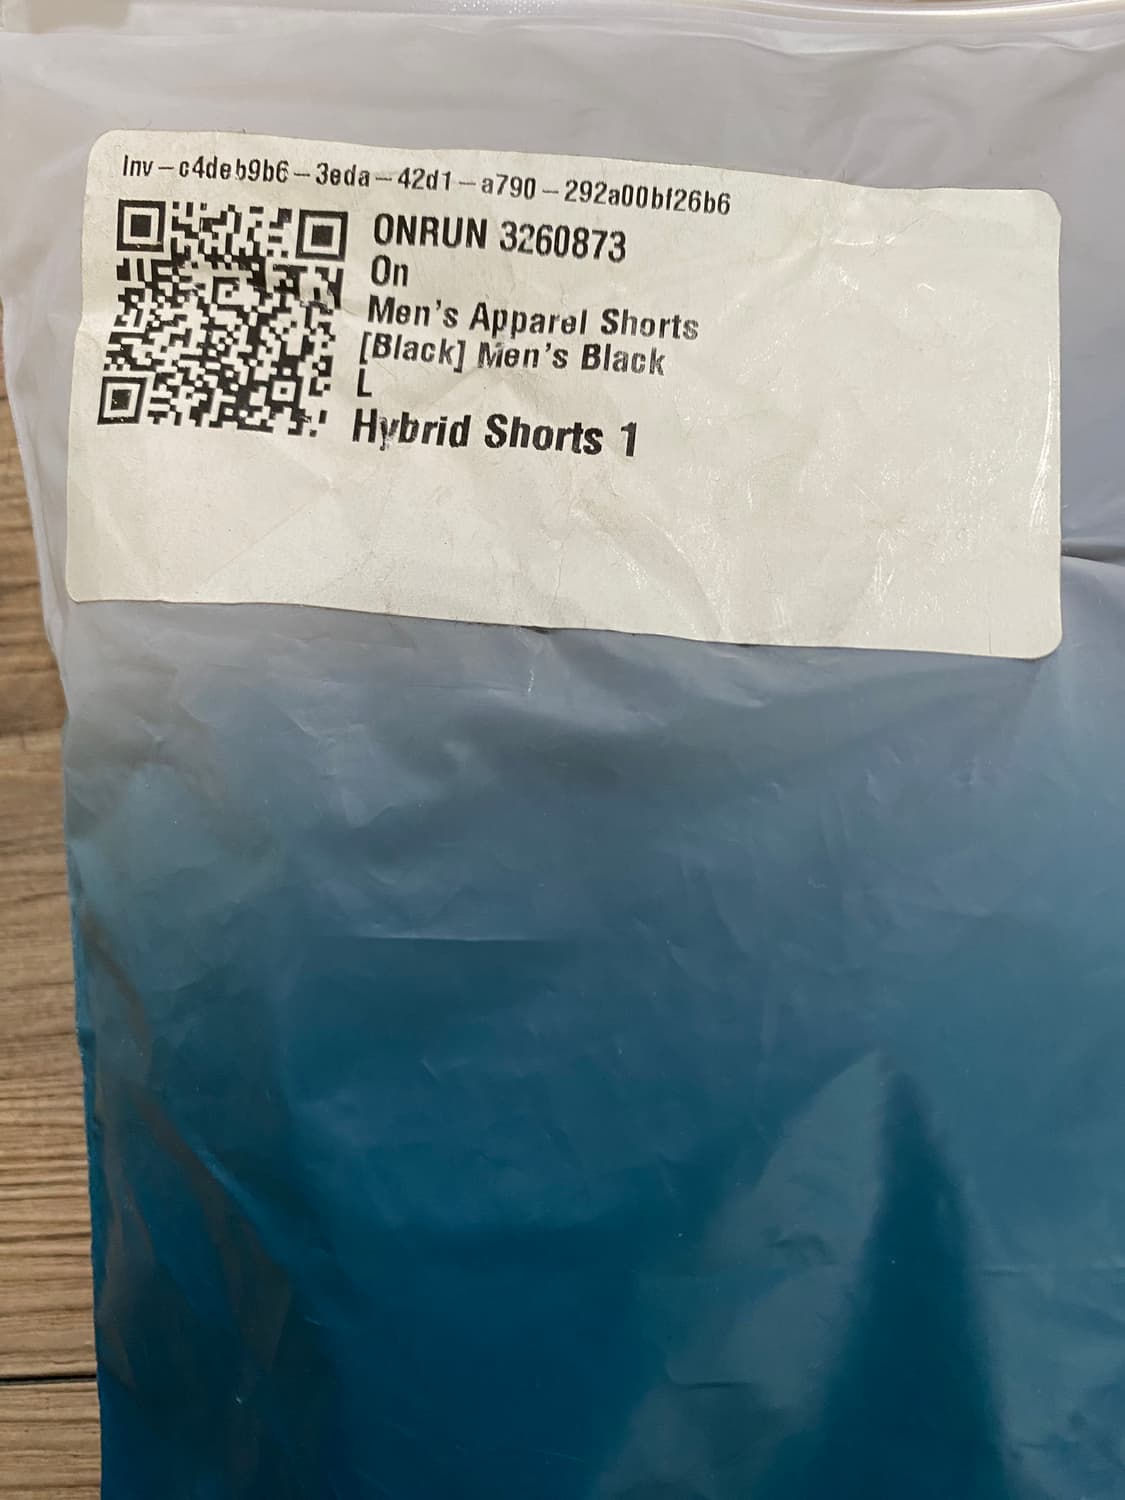 Inv-c4deb9b6-3eda-42d1-a790-292a00bf26b6
ONRUN 3260873
On
Men's Apparel Shorts
[Black] Men's Black
L
Hybrid Shorts 1